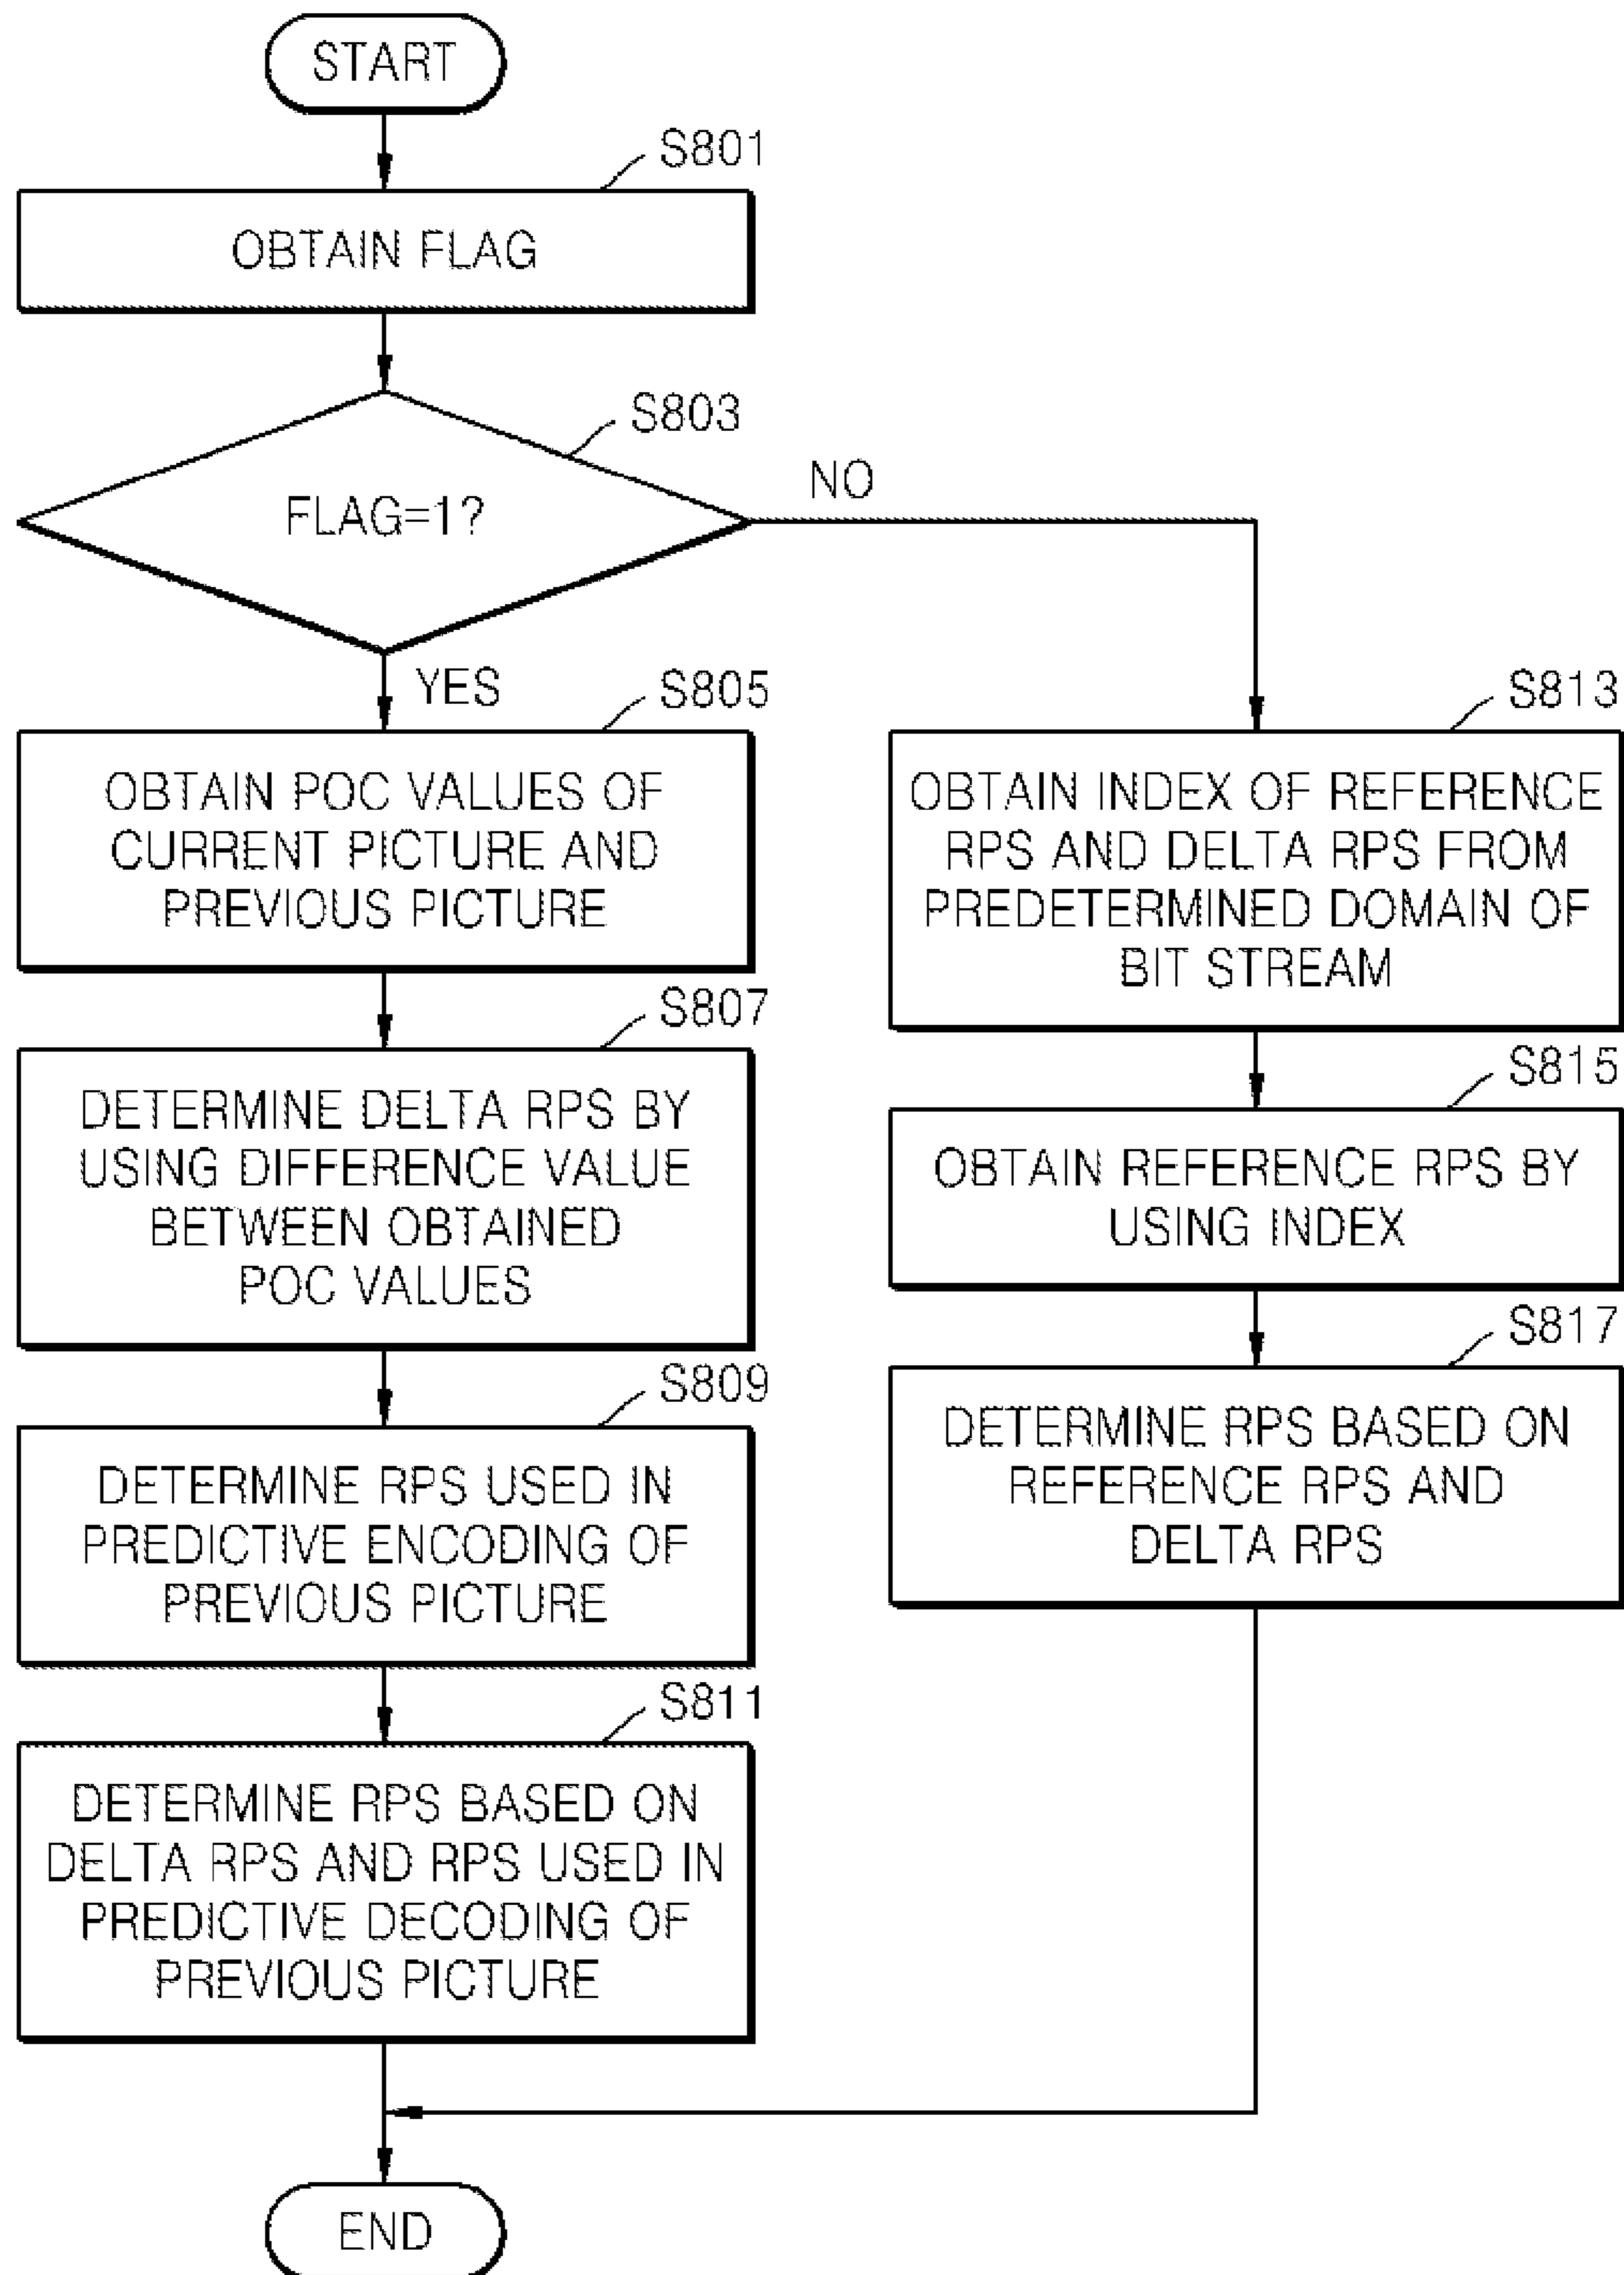 START
S801
OBTAIN FLAG
S803
FLAG=1?
NO
YES
S805
OBTAIN POC VALUES OF
CURRENT PICTURE AND
PREVIOUS PICTURE
S807
DETERMINE DELTA RPS BY
USING DIFFERENCE VALUE
BETWEEN OBTAINED
POC VALUES
S809
DETERMINE RPS USED IN
PREDICTIVE ENCODING OF
PREVIOUS PICTURE
S811
DETERMINE RPS BASED ON
DELTA RPS AND RPS USED IN
PREDICTIVE DECODING OF
PREVIOUS PICTURE
S813
OBTAIN INDEX OF REFERENCE
RPS AND DELTA RPS FROM
PREDETERMINED DOMAIN OF
BIT STREAM
S815
OBTAIN REFERENCE RPS BY
USING INDEX
S817
DETERMINE RPS BASED ON
REFERENCE RPS AND
DELTA RPS
END